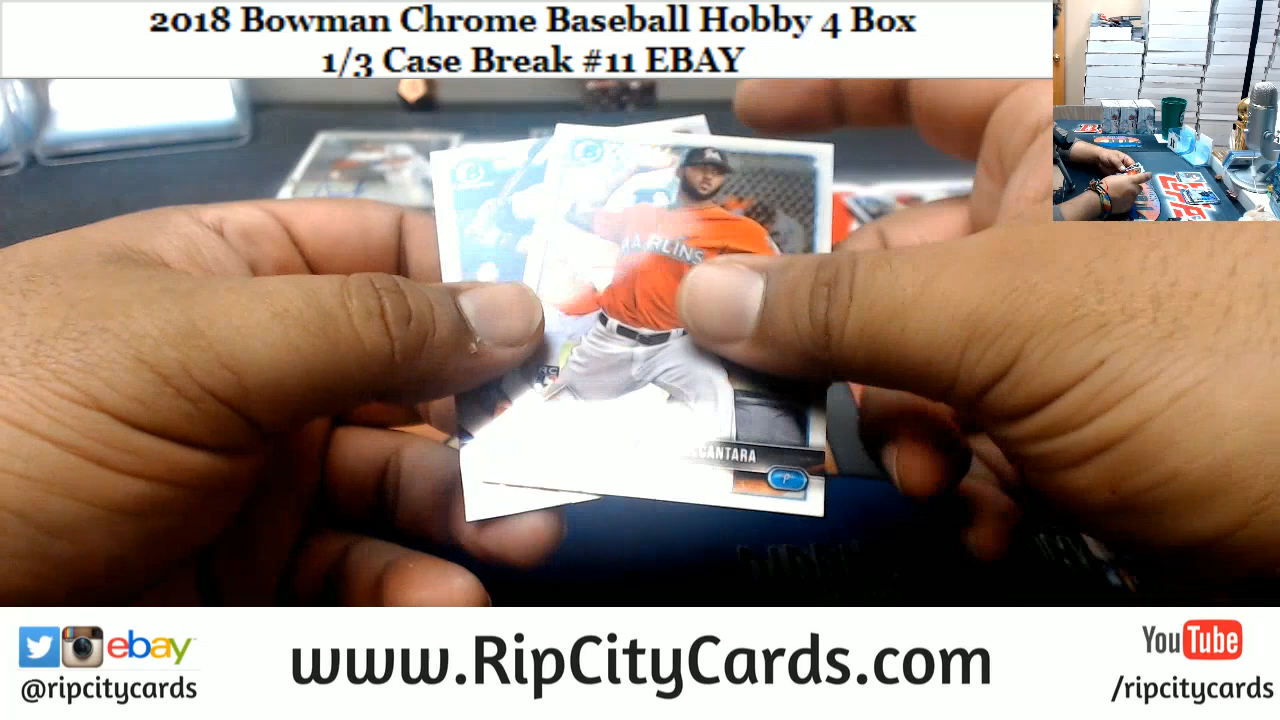 2018 Bowman Chrome Baseball Hobby 4 Box
1/3 Case Break #11 EBAY
MARLINS
CANTARA
P
RC
ebay
@ripcitycards
www.RipCityCards.com
YouTube
/ripcitycards